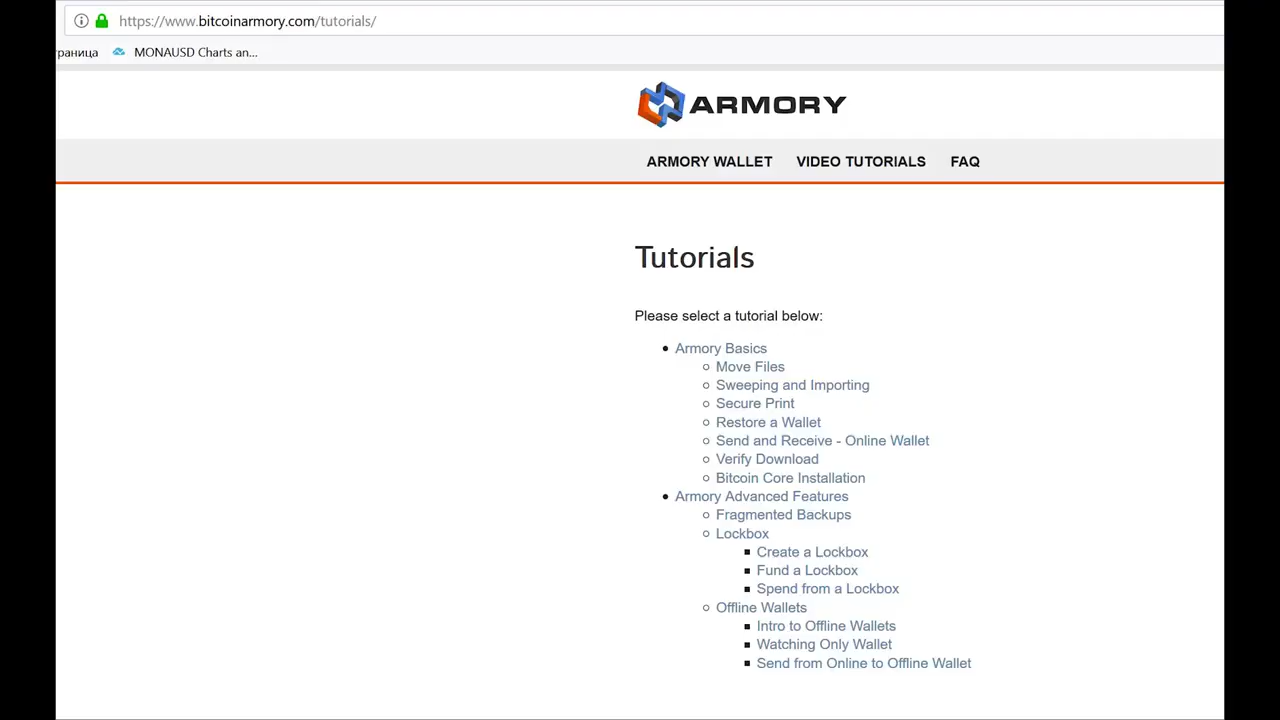 https://www.bitcoinarmory.com/tutorials/
раница MONAUSD Charts an...
ARMORY
ARMORY WALLET VIDEO TUTORIALS FAQ
Tutorials
Please select a tutorial below:
Armory Basics
Move Files
Sweeping and Importing
Secure Print
Restore a Wallet
Send and Receive - Online Wallet
Verify Download
Bitcoin Core Installation
Armory Advanced Features
Fragmented Backups
Lockbox
Create a Lockbox
Fund a Lockbox
Spend from a Lockbox
Offline Wallets
Intro to Offline Wallets
Watching Only Wallet
Send from Online to Offline Wallet